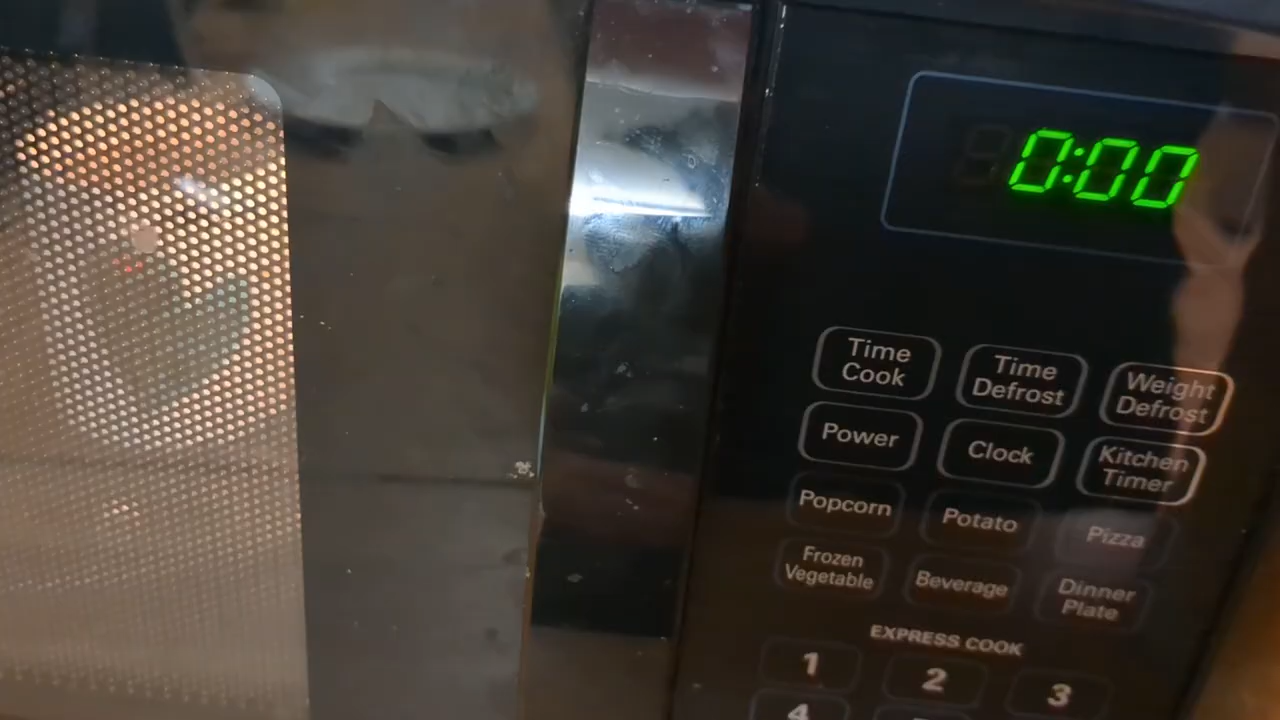 0:00
Time Cook
Time Defrost
Weight Defrost
Power
Clock
Kitchen Timer
Popcorn
Potato
Pizza
Frozen Vegetable
Beverage
Dinner Plate
EXPRESS COOK
1
2
3
4